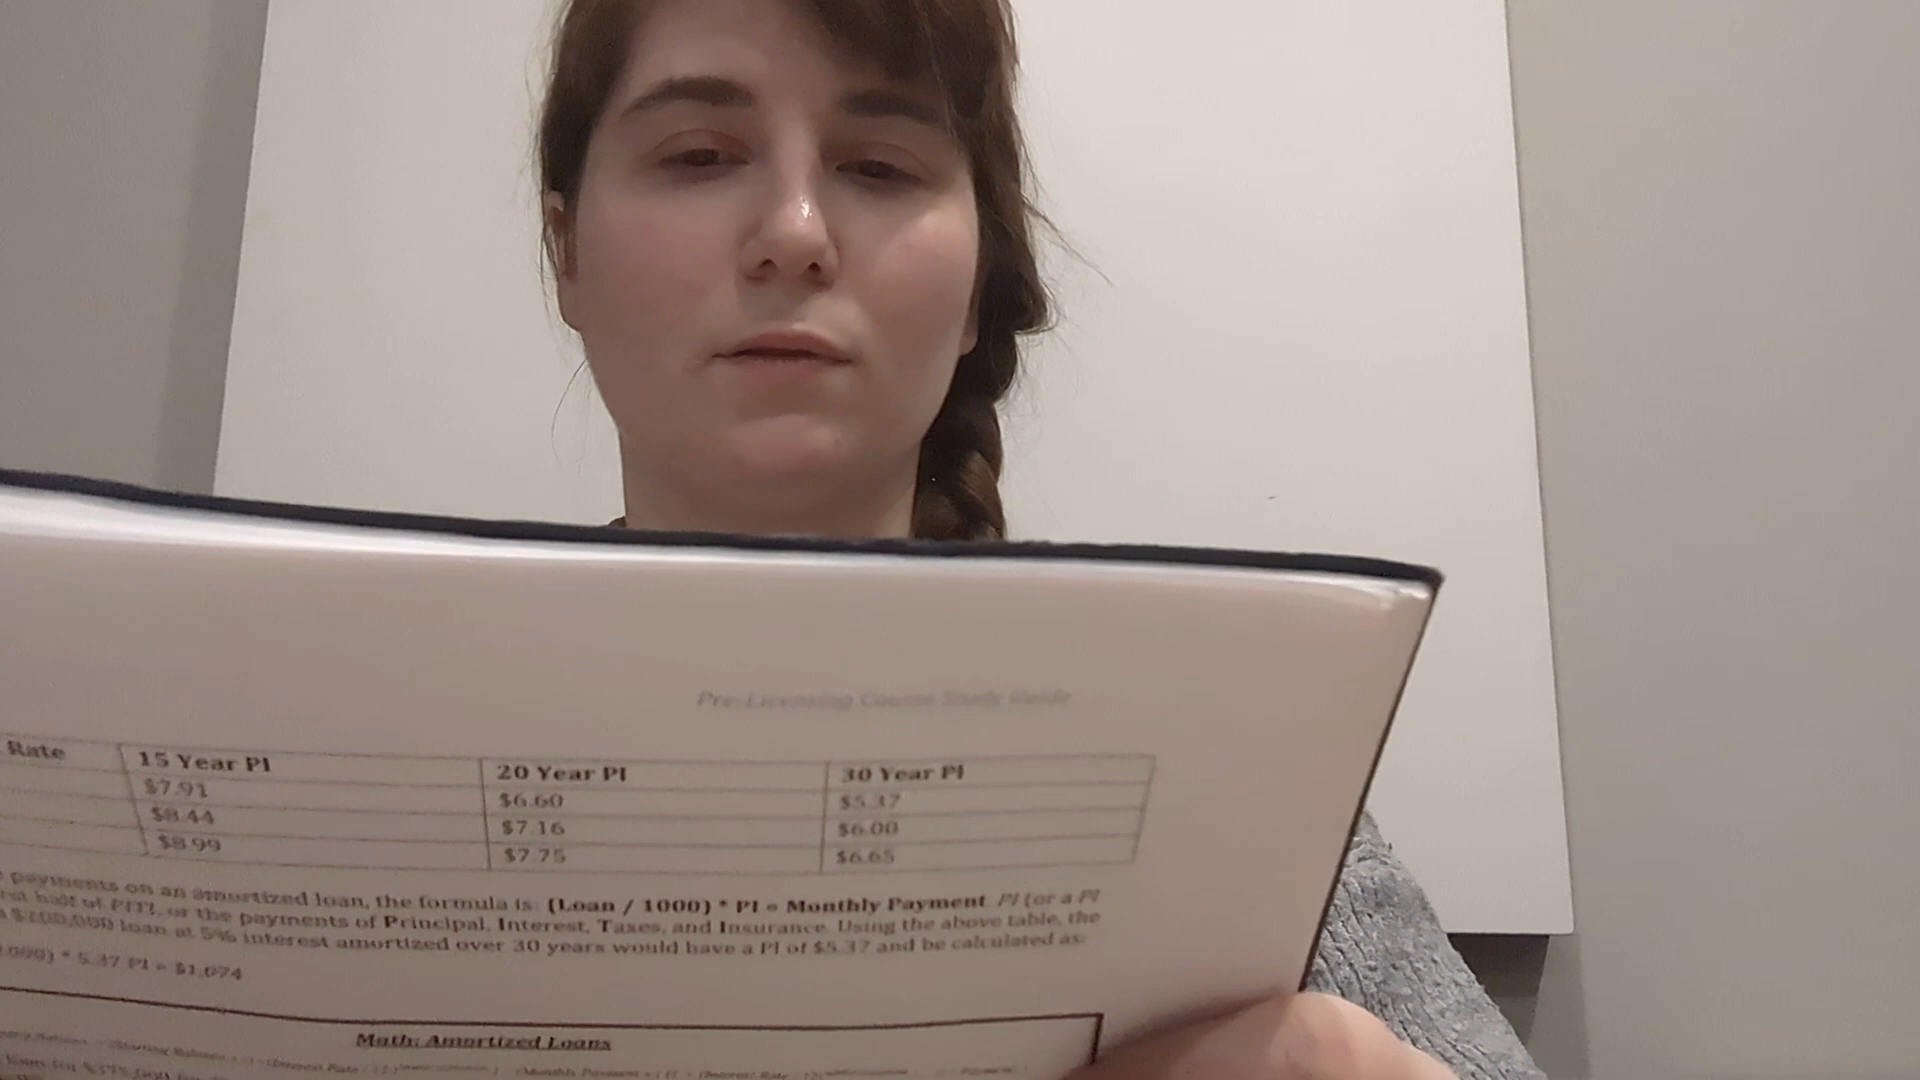 Pre-Licensing Course Study Guide
Rate 15 Year PI 20 Year PI 30 Year PI
$7.91 $6.60 $5.37
$8.44 $7.16 $6.00
$8.99 $7.75 $6.65
payments on an amortized loan, the formula is: (Loan / 1000) * PI = Monthly Payment. PI (or a PI
half of PITI, or the payments of Principal, Interest, Taxes, and Insurance. Using the above table, the
a $200,000 loan at 5% interest amortized over 30 years would have a PI of $5.37 and be calculated as:
* 5.37 PI = $1,074
Math: Amortized Loans